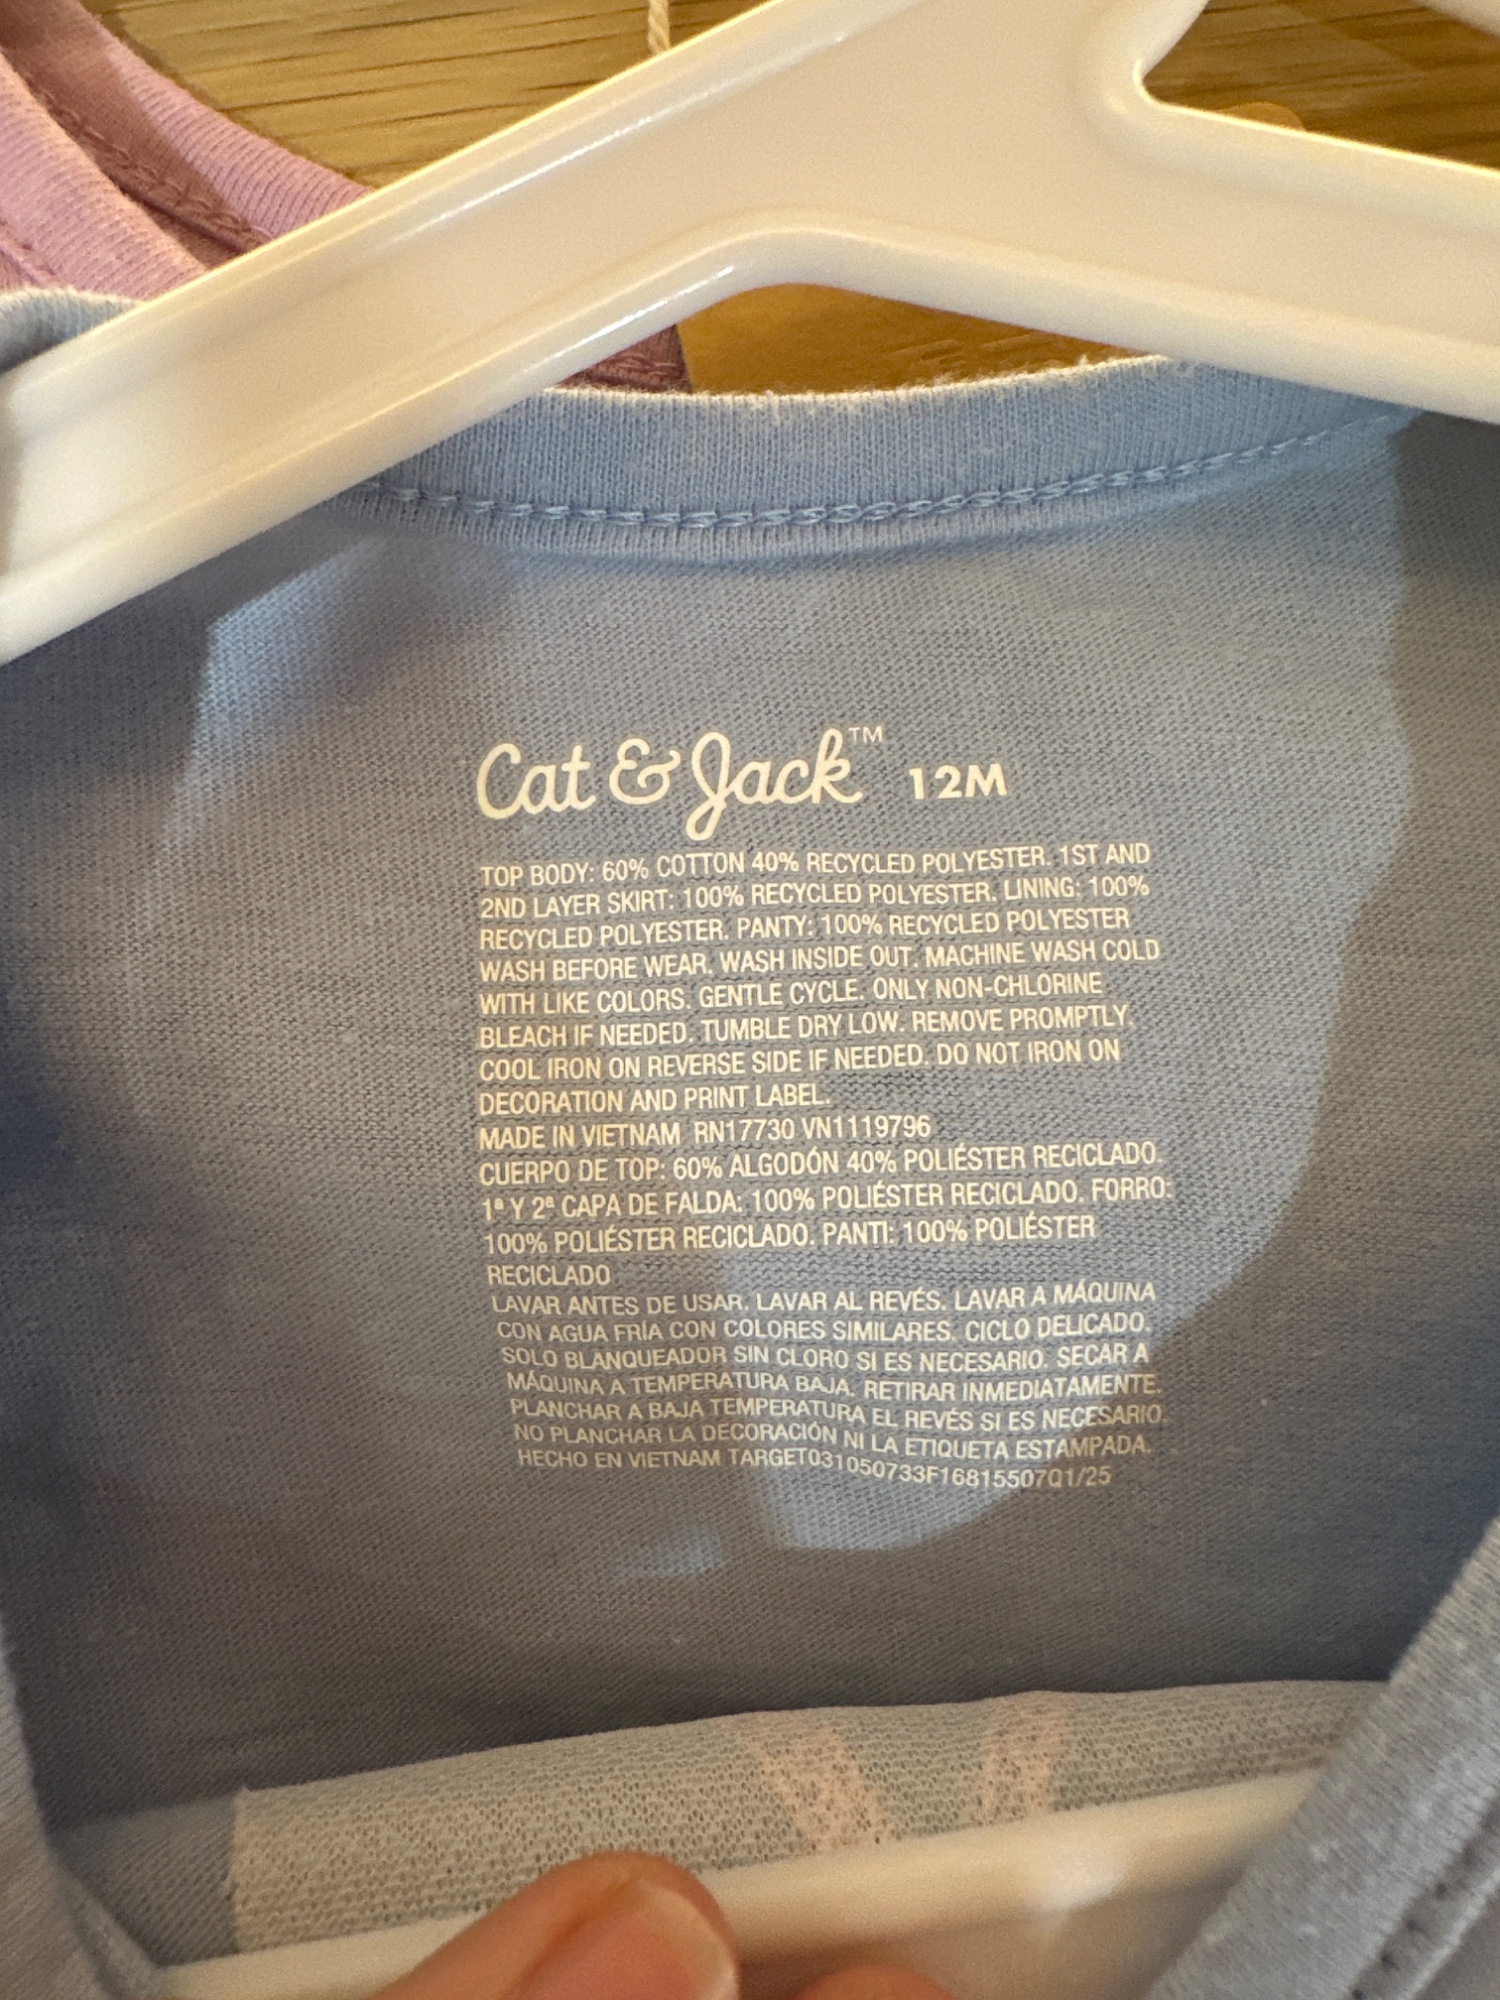 Cat & Jack™ 12M
TOP BODY: 60% COTTON 40% RECYCLED POLYESTER. 1ST AND
2ND LAYER SKIRT: 100% RECYCLED POLYESTER. LINING: 100%
RECYCLED POLYESTER. PANTY: 100% RECYCLED POLYESTER
WASH BEFORE WEAR. WASH INSIDE OUT. MACHINE WASH COLD
WITH LIKE COLORS. GENTLE CYCLE. ONLY NON-CHLORINE
BLEACH IF NEEDED. TUMBLE DRY LOW. REMOVE PROMPTLY.
COOL IRON ON REVERSE SIDE IF NEEDED. DO NOT IRON ON
DECORATION AND PRINT LABEL.
MADE IN VIETNAM RN17730 VN1119796
CUERPO DE TOP: 60% ALGODÓN 40% POLIÉSTER RECICLADO.
1ª Y 2ª CAPA DE FALDA: 100% POLIÉSTER RECICLADO. FORRO:
100% POLIÉSTER RECICLADO. PANTI: 100% POLIÉSTER
RECICLADO
LAVAR ANTES DE USAR. LAVAR AL REVÉS. LAVAR A MÁQUINA
CON AGUA FRÍA CON COLORES SIMILARES. CICLO DELICADO.
SOLO BLANQUEADOR SIN CLORO SI ES NECESARIO. SECAR A
MÁQUINA A TEMPERATURA BAJA. RETIRAR INMEDIATAMENTE.
PLANCHAR A BAJA TEMPERATURA EL REVÉS SI ES NECESARIO.
NO PLANCHAR LA DECORACIÓN NI LA ETIQUETA ESTAMPADA.
HECHO EN VIETNAM TARGET031050733F16815507Q1/25